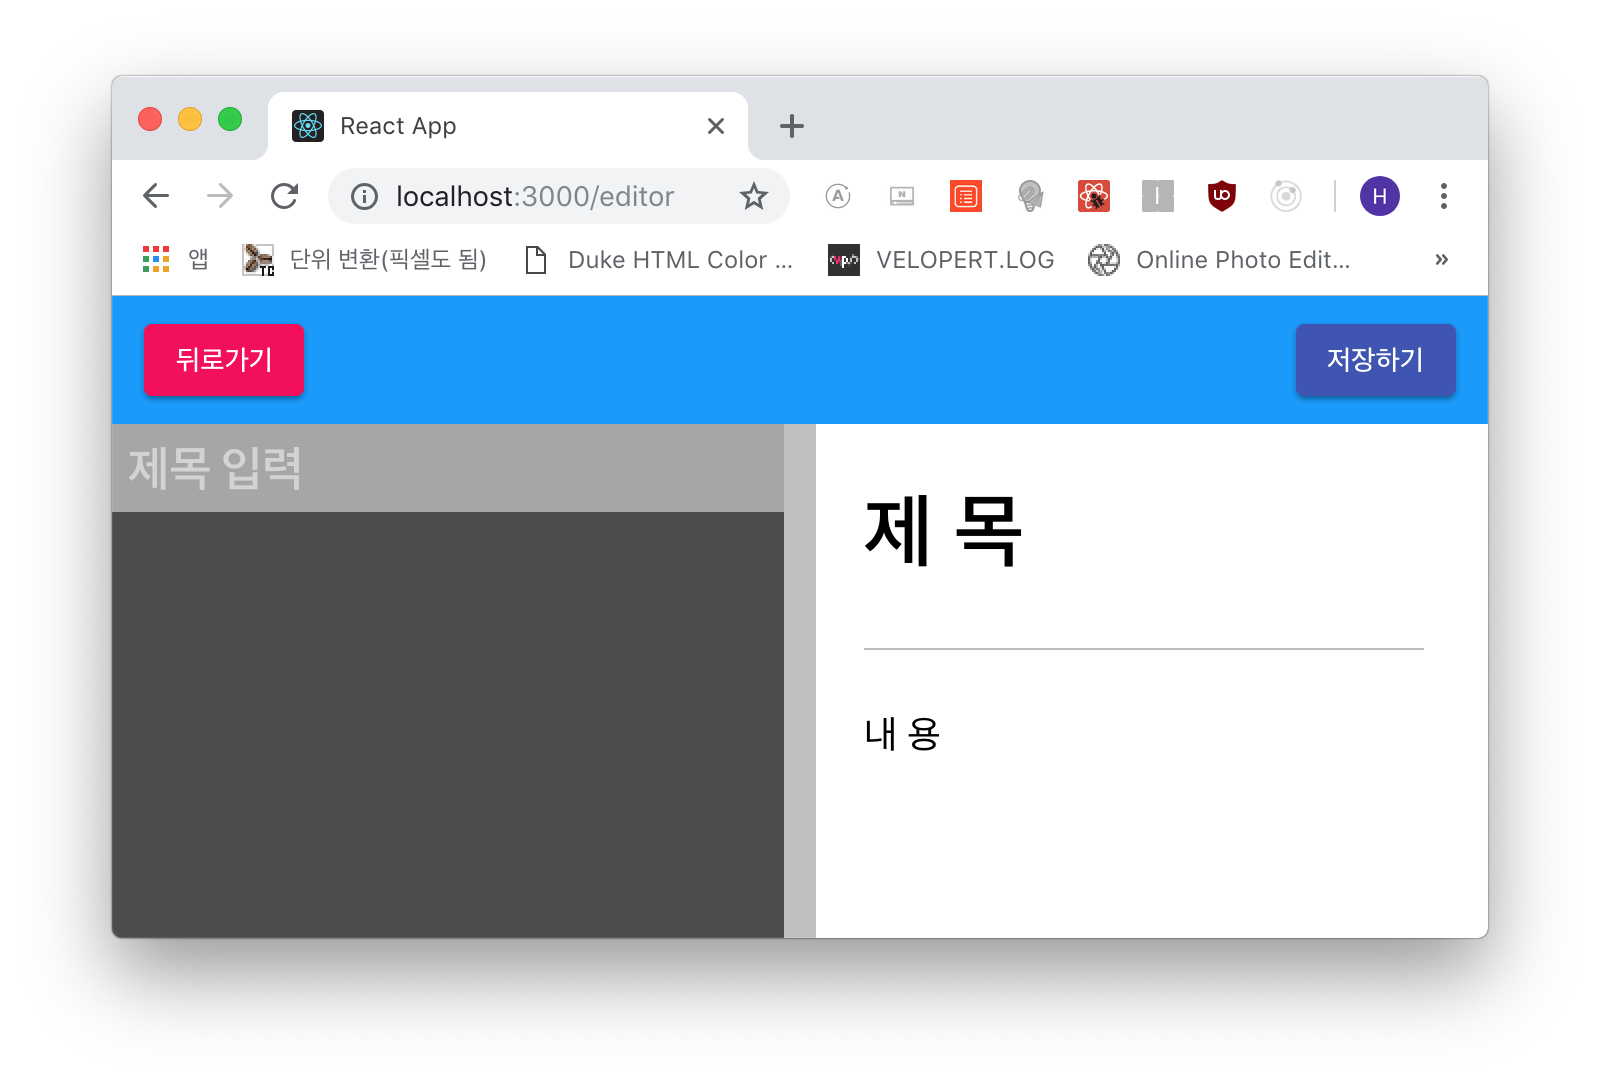 React App
localhost:3000/editor
앱 단위 변환(픽셀도 됨) Duke HTML Color ... VELOPERT.LOG Online Photo Edit... »
뒤로가기 저장하기
제목 입력
제 목
내 용